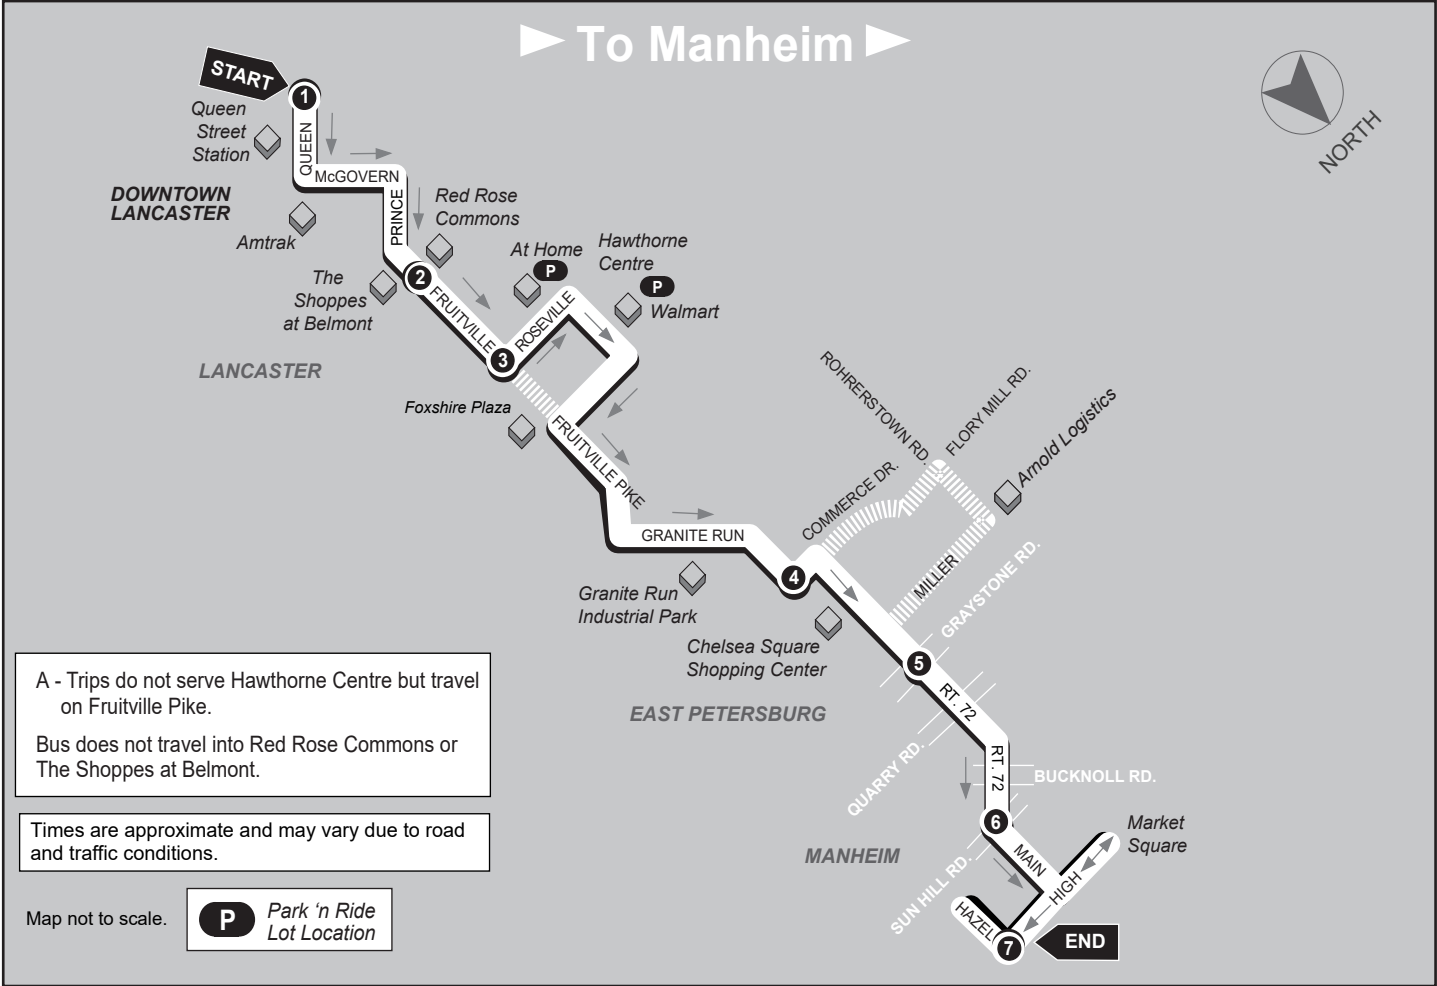 To Manheim
START
1
Queen
Street
Station
QUEEN
McGOVERN
DOWNTOWN
LANCASTER
Amtrak
PRINCE
Red Rose
Commons
2
The
Shoppes
at Belmont
FRUITVILLE
At Home
P
Hawthorne
Centre
P
Walmart
ROSEVILLE
3
LANCASTER
Foxshire Plaza
FRUITVILLE PIKE
GRANITE RUN
Granite Run
Industrial Park
4
COMMERCE DR.
ROHRERSTOWN RD.
FLORY MILL RD.
Arnold Logistics
MILLER
GRAYSTONE RD.
Chelsea Square
Shopping Center
5
EAST PETERSBURG
RT. 72
QUARRY RD.
RT. 72
BUCKNOLL RD.
6
MANHEIM
SUN HILL RD.
MAIN
Market
Square
HIGH
HAZEL
7
END
NORTH
A - Trips do not serve Hawthorne Centre but travel
on Fruitville Pike.
Bus does not travel into Red Rose Commons or
The Shoppes at Belmont.
Times are approximate and may vary due to road
and traffic conditions.
Map not to scale.
P
Park ‘n Ride
Lot Location